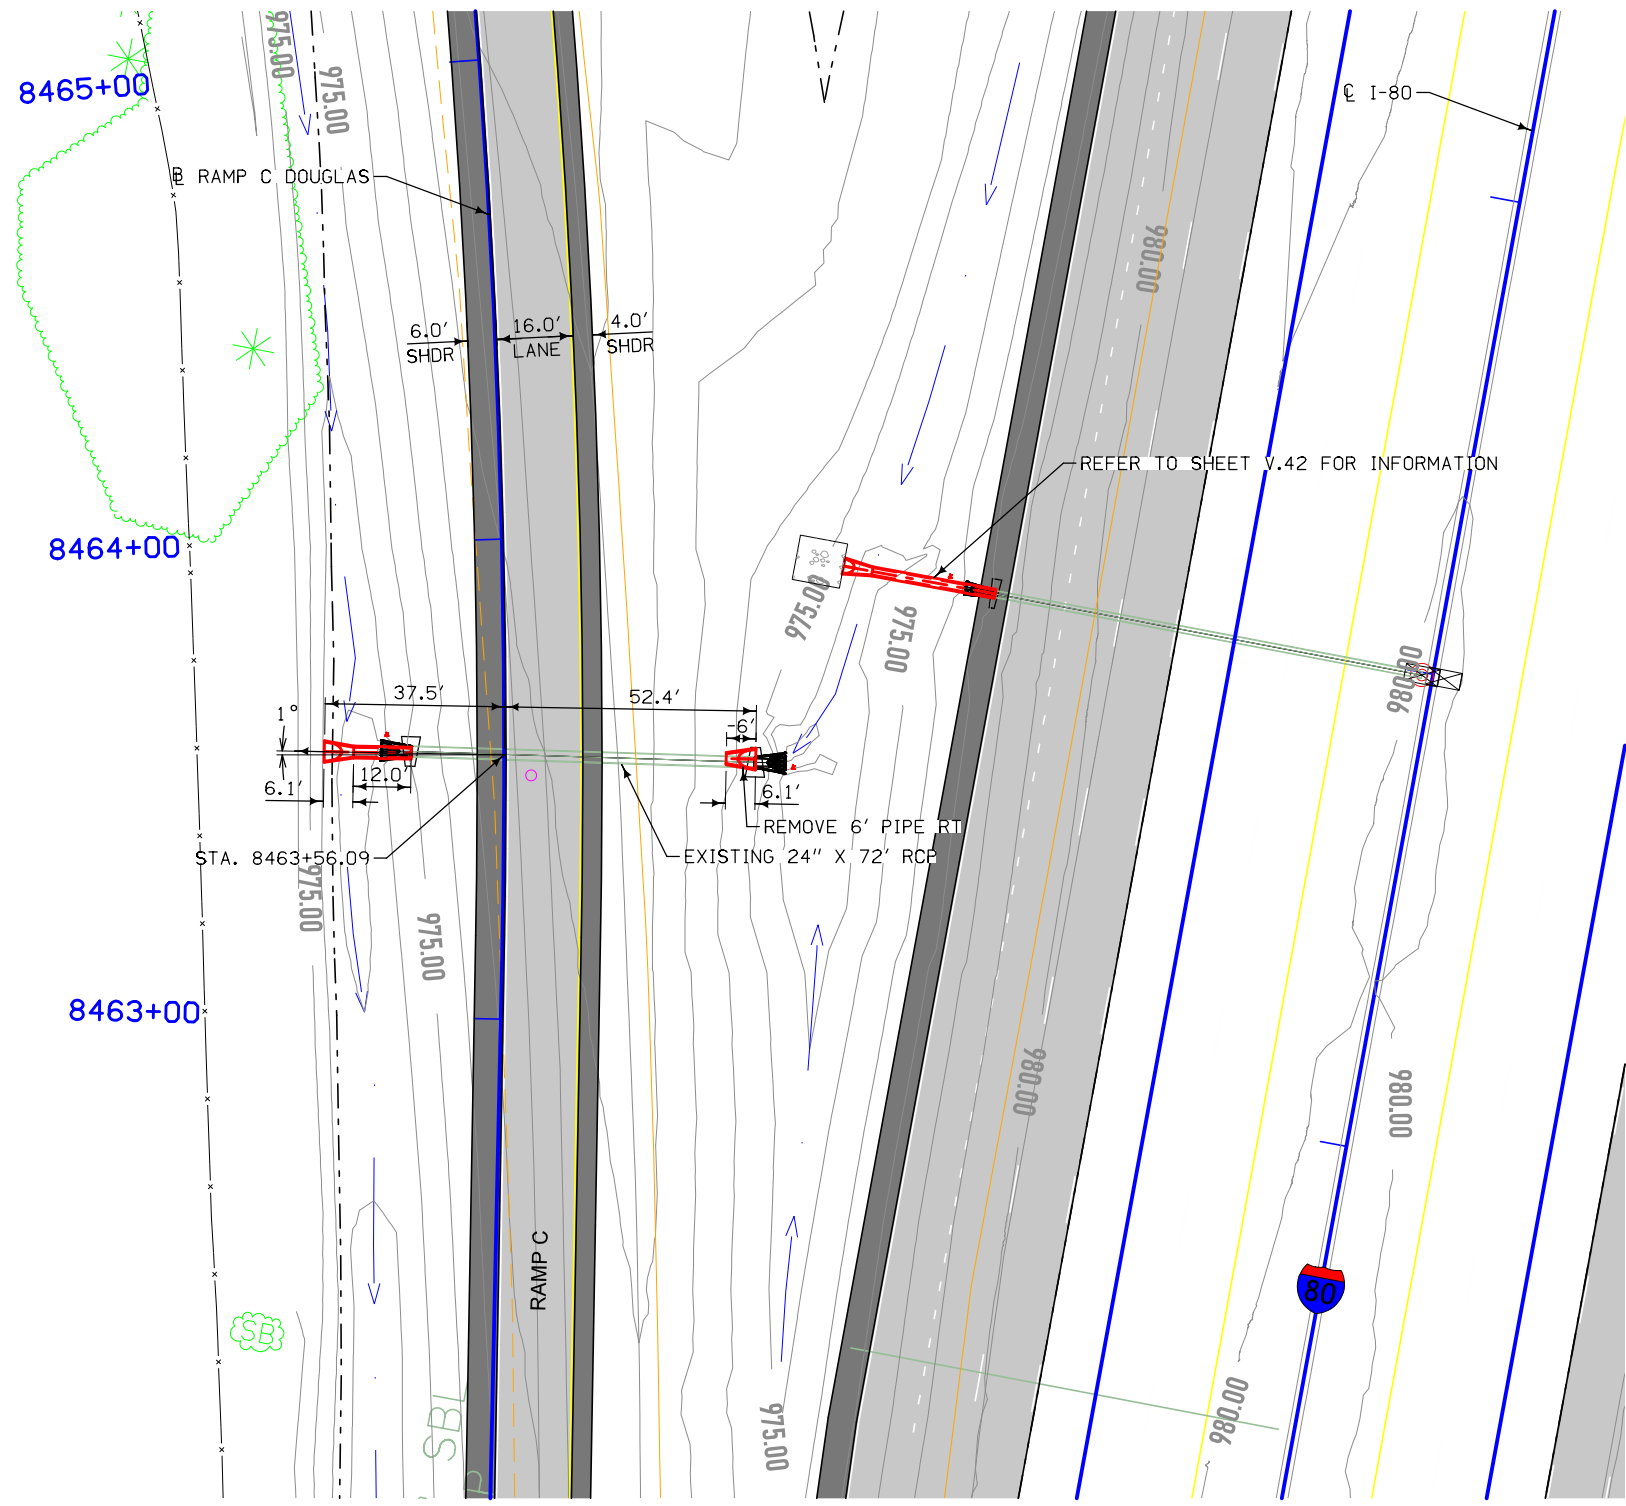 975.00
975.00
8465+00
℄ I-80
BL RAMP C DOUGLAS
980.00
6.0'
SHDR
16.0'
LANE
4.0'
SHDR
REFER TO SHEET V.42 FOR INFORMATION
8464+00
975.00
975.00
980.00
37.5'
52.4'
1°
-6'
12.0'
6.1'
6.1'
REMOVE 6' PIPE RT
STA. 8463+56.09
EXISTING 24" X 72' RCP
975.00
975.00
8463+00
980.00
980.00
RAMP C
80
SB
SBL
P
975.00
980.00